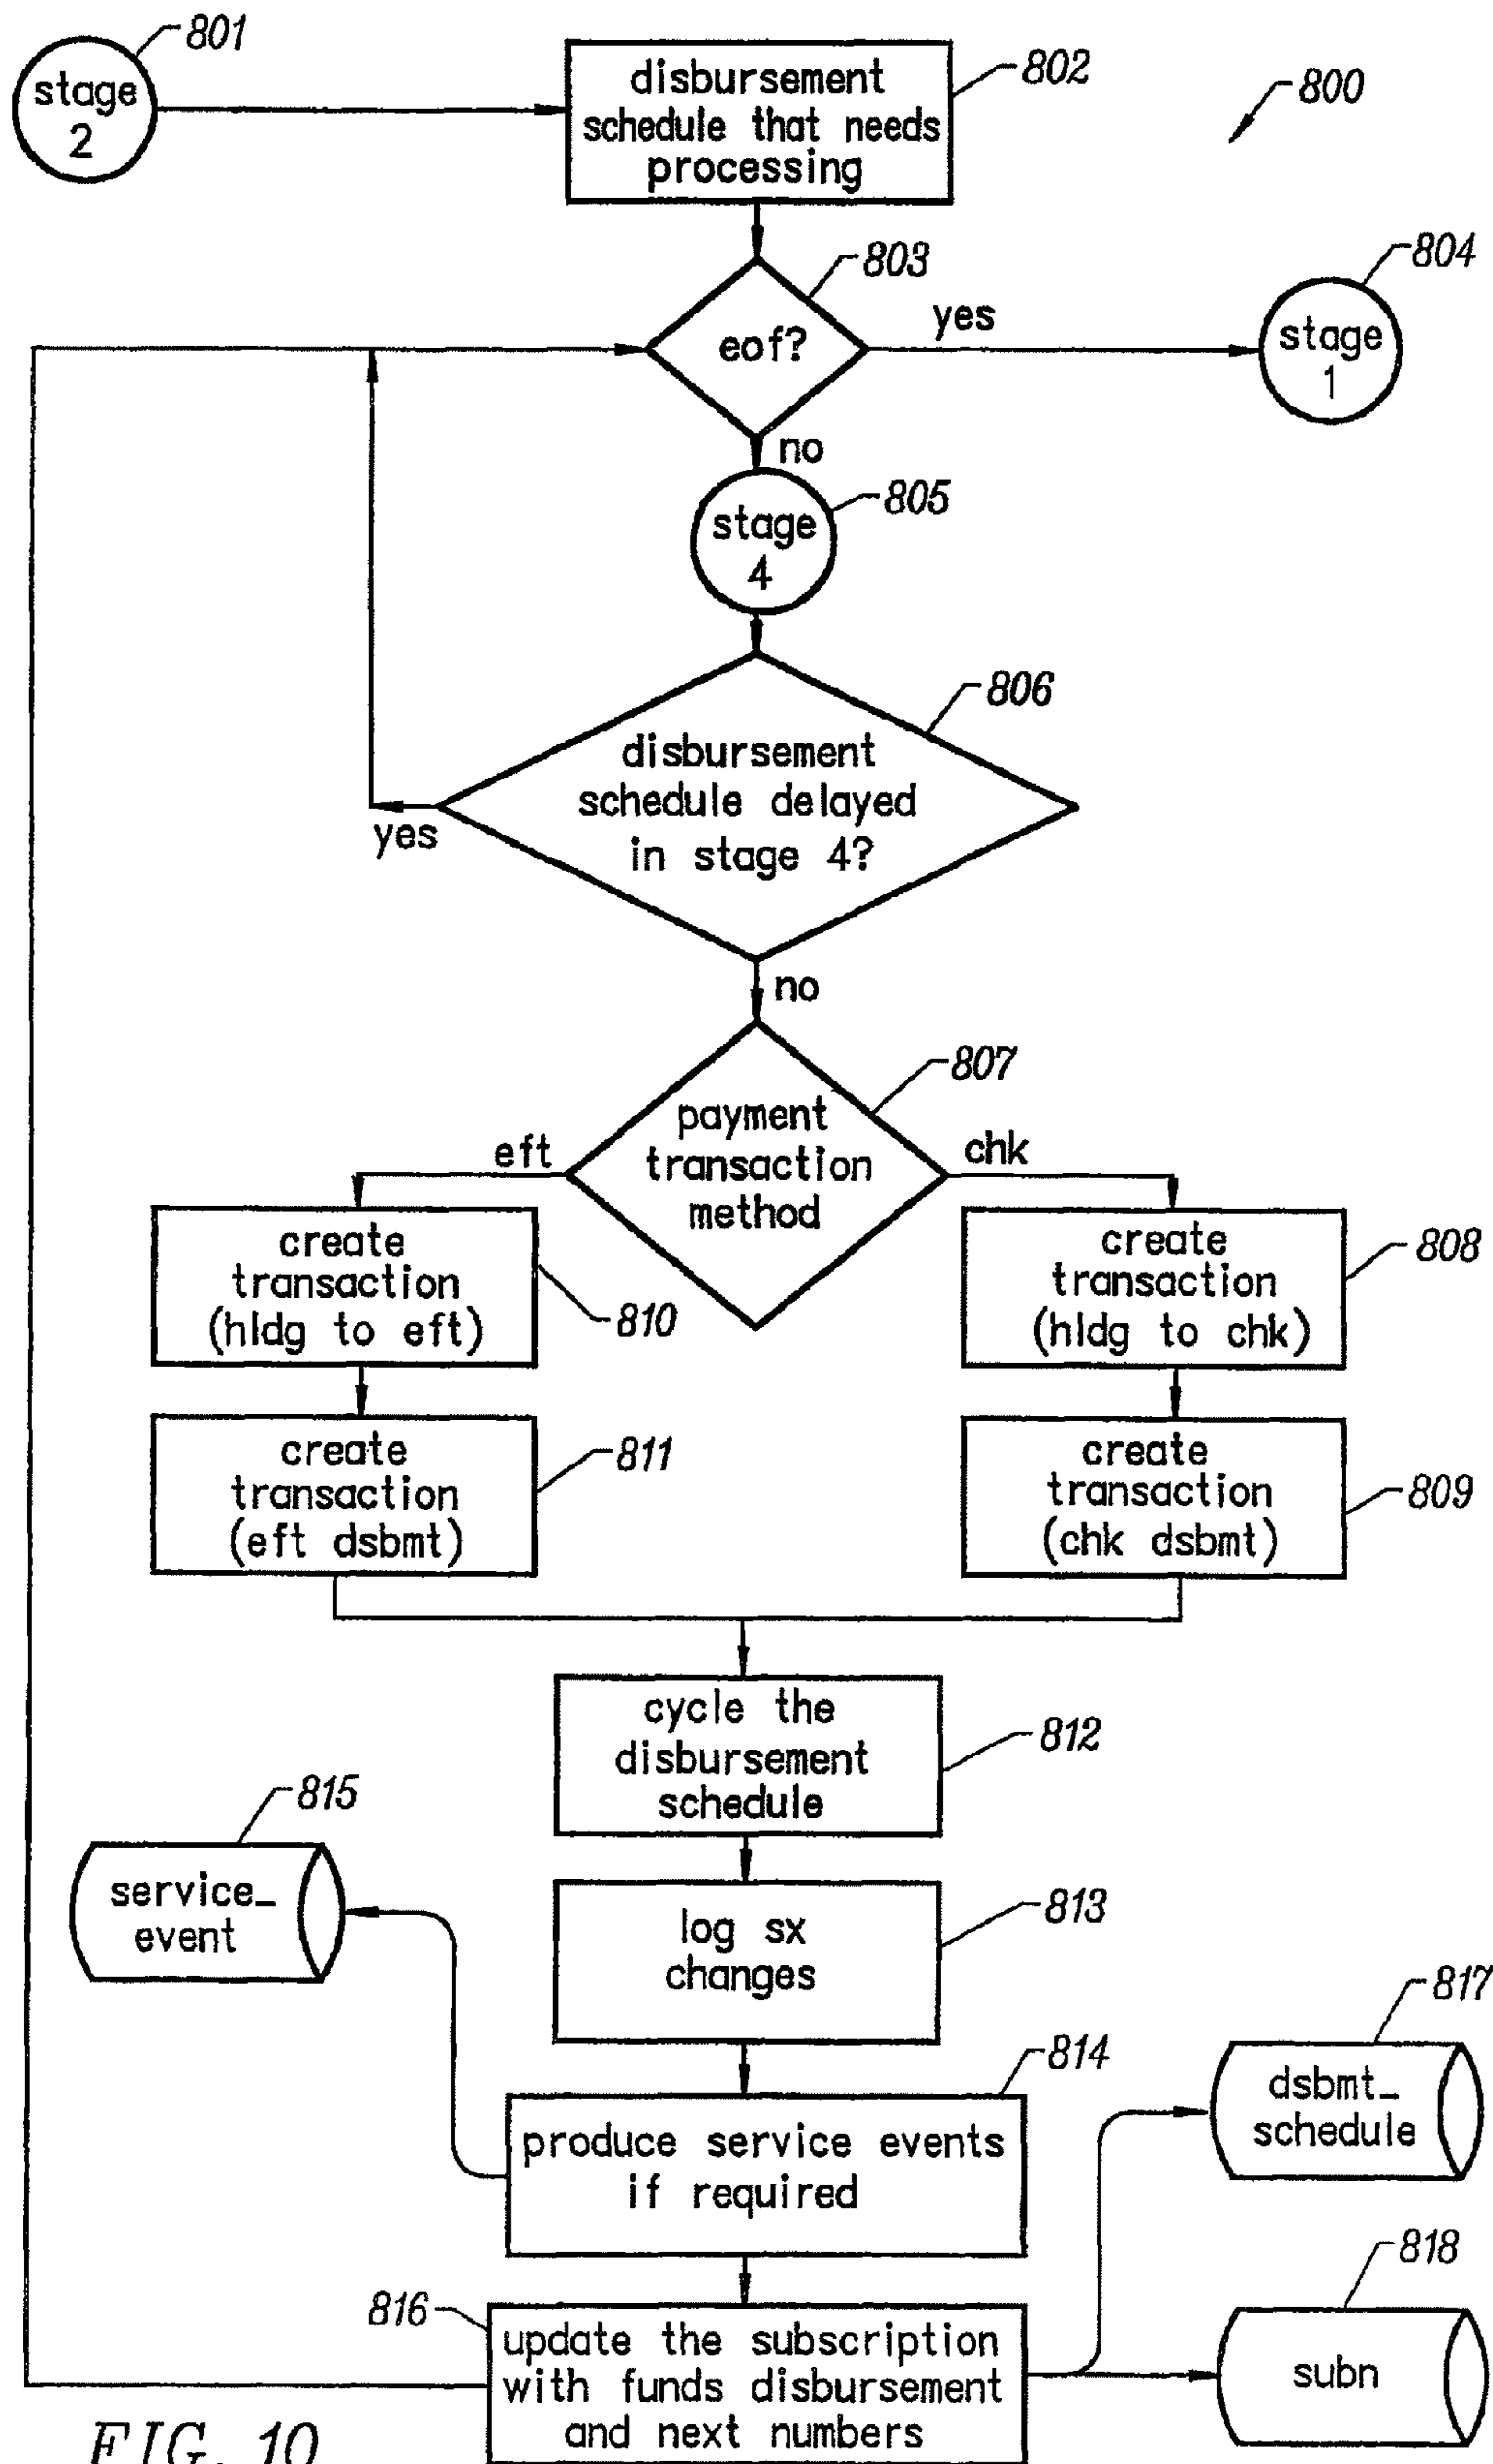 801
stage
2
disbursement
schedule that needs
processing
802
800
803
eof?
yes
804
stage
1
no
805
stage
4
806
disbursement
schedule delayed
in stage 4?
yes
no
807
payment
transaction
method
eft
chk
create
transaction
(hldg to eft)
810
create
transaction
(hldg to chk)
808
create
transaction
(eft dsbmt)
811
create
transaction
(chk dsbmt)
809
cycle the
disbursement
schedule
812
815
service_
event
log sx
changes
813
817
dsbmt_
schedule
814
produce service events
if required
818
subn
816
update the subscription
with funds disbursement
and next numbers
FIG. 10